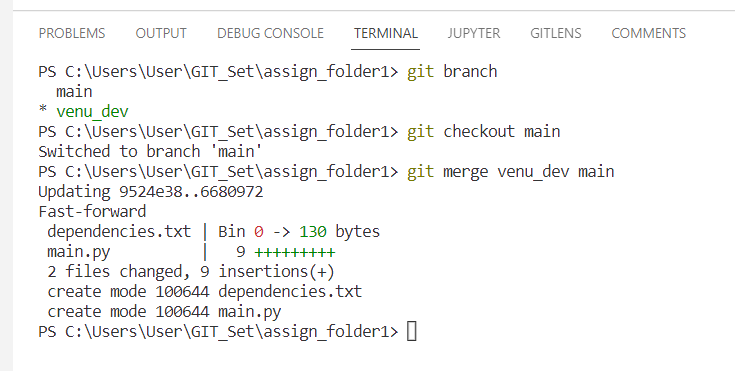 PROBLEMS OUTPUT DEBUG CONSOLE TERMINAL JUPYTER GITLENS COMMENTS
PS C:\Users\User\GIT_Set\assign_folder1> git branch
  main
* venu_dev
PS C:\Users\User\GIT_Set\assign_folder1> git checkout main
Switched to branch 'main'
PS C:\Users\User\GIT_Set\assign_folder1> git merge venu_dev main
Updating 9524e38..6680972
Fast-forward
 dependencies.txt | Bin 0 -> 130 bytes
 main.py          |   9 +++++++++
 2 files changed, 9 insertions(+)
 create mode 100644 dependencies.txt
 create mode 100644 main.py
PS C:\Users\User\GIT_Set\assign_folder1>